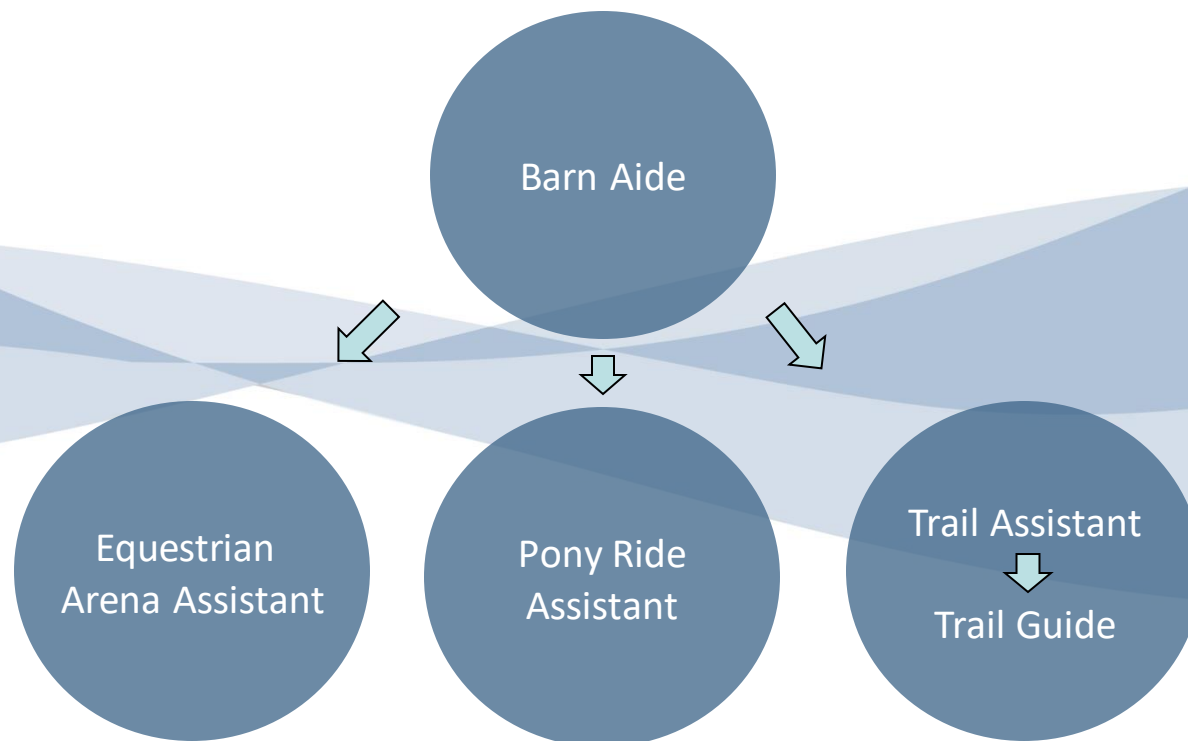 Barn Aide
Equestrian
Arena Assistant
Pony Ride
Assistant
Trail Assistant
Trail Guide